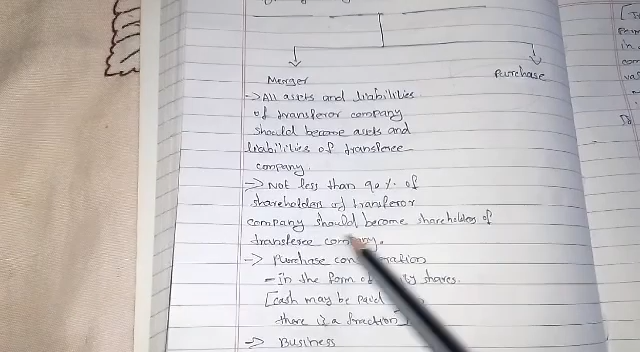 Merger
Purchase
-> All assets and liabilities
of transferor company
should become assets and
liabilities of transferee
company.
-> Not less than 90% of
shareholders of transferor
company should become shareholders of
transferee company.
-> Purchase
- in the form of shares.
[cash may be paid
there is a fraction]
-> Business